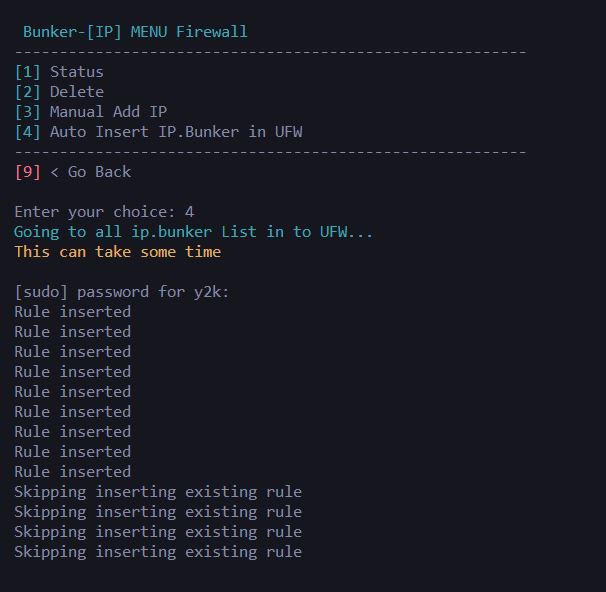 Bunker-[IP] MENU Firewall
---------------------------------------------------------
[1] Status
[2] Delete
[3] Manual Add IP
[4] Auto Insert IP.Bunker in UFW
---------------------------------------------------------
[9] < Go Back
Enter your choice: 4
Going to all ip.bunker List in to UFW...
This can take some time
[sudo] password for y2k:
Rule inserted
Rule inserted
Rule inserted
Rule inserted
Rule inserted
Rule inserted
Rule inserted
Rule inserted
Rule inserted
Skipping inserting existing rule
Skipping inserting existing rule
Skipping inserting existing rule
Skipping inserting existing rule